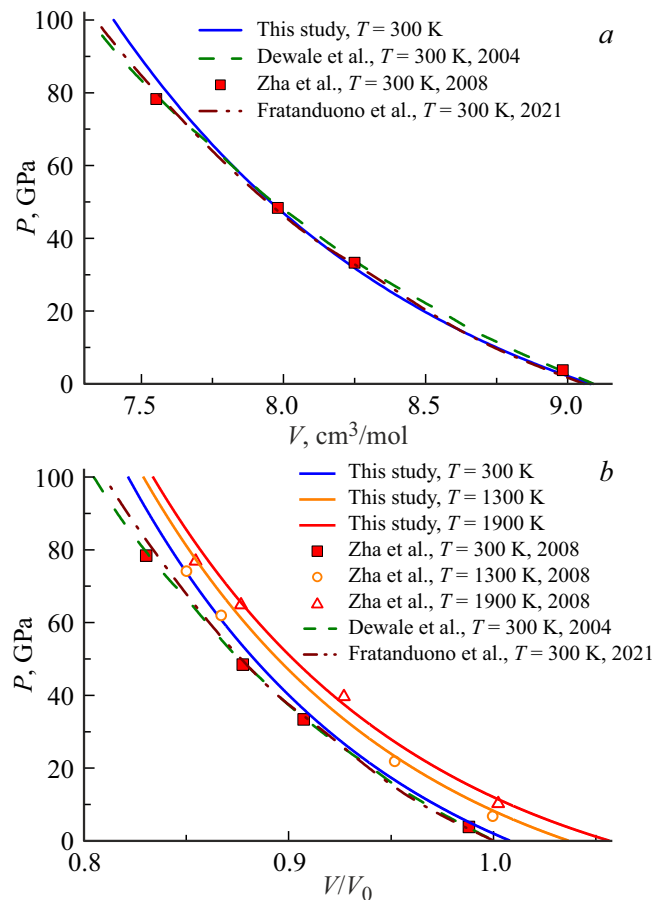 a
This study, T = 300 K
Dewale et al., T = 300 K, 2004
Zha et al., T = 300 K, 2008
Fratanduono et al., T = 300 K, 2021
100
80
60
40
20
0
P, GPa
7.5
8.0
8.5
9.0
V, cm³/mol
b
This study, T = 300 K
This study, T = 1300 K
This study, T = 1900 K
Zha et al., T = 300 K, 2008
Zha et al., T = 1300 K, 2008
Zha et al., T = 1900 K, 2008
Dewale et al., T = 300 K, 2004
Fratanduono et al., T = 300 K, 2021
100
80
60
40
20
0
P, GPa
0.8
0.9
1.0
V/V₀